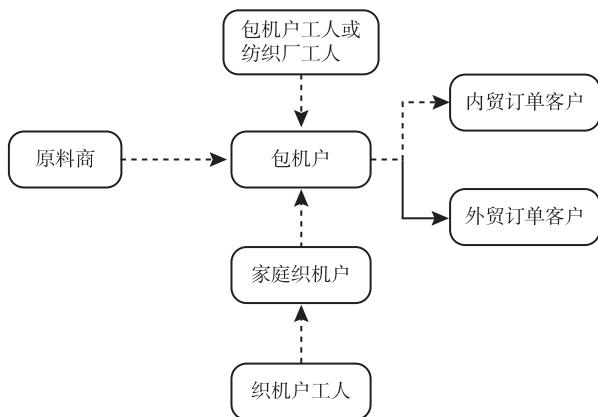 包机户工人或
纺织厂工人
内贸订单客户
原料商
包机户
外贸订单客户
家庭织机户
织机户工人